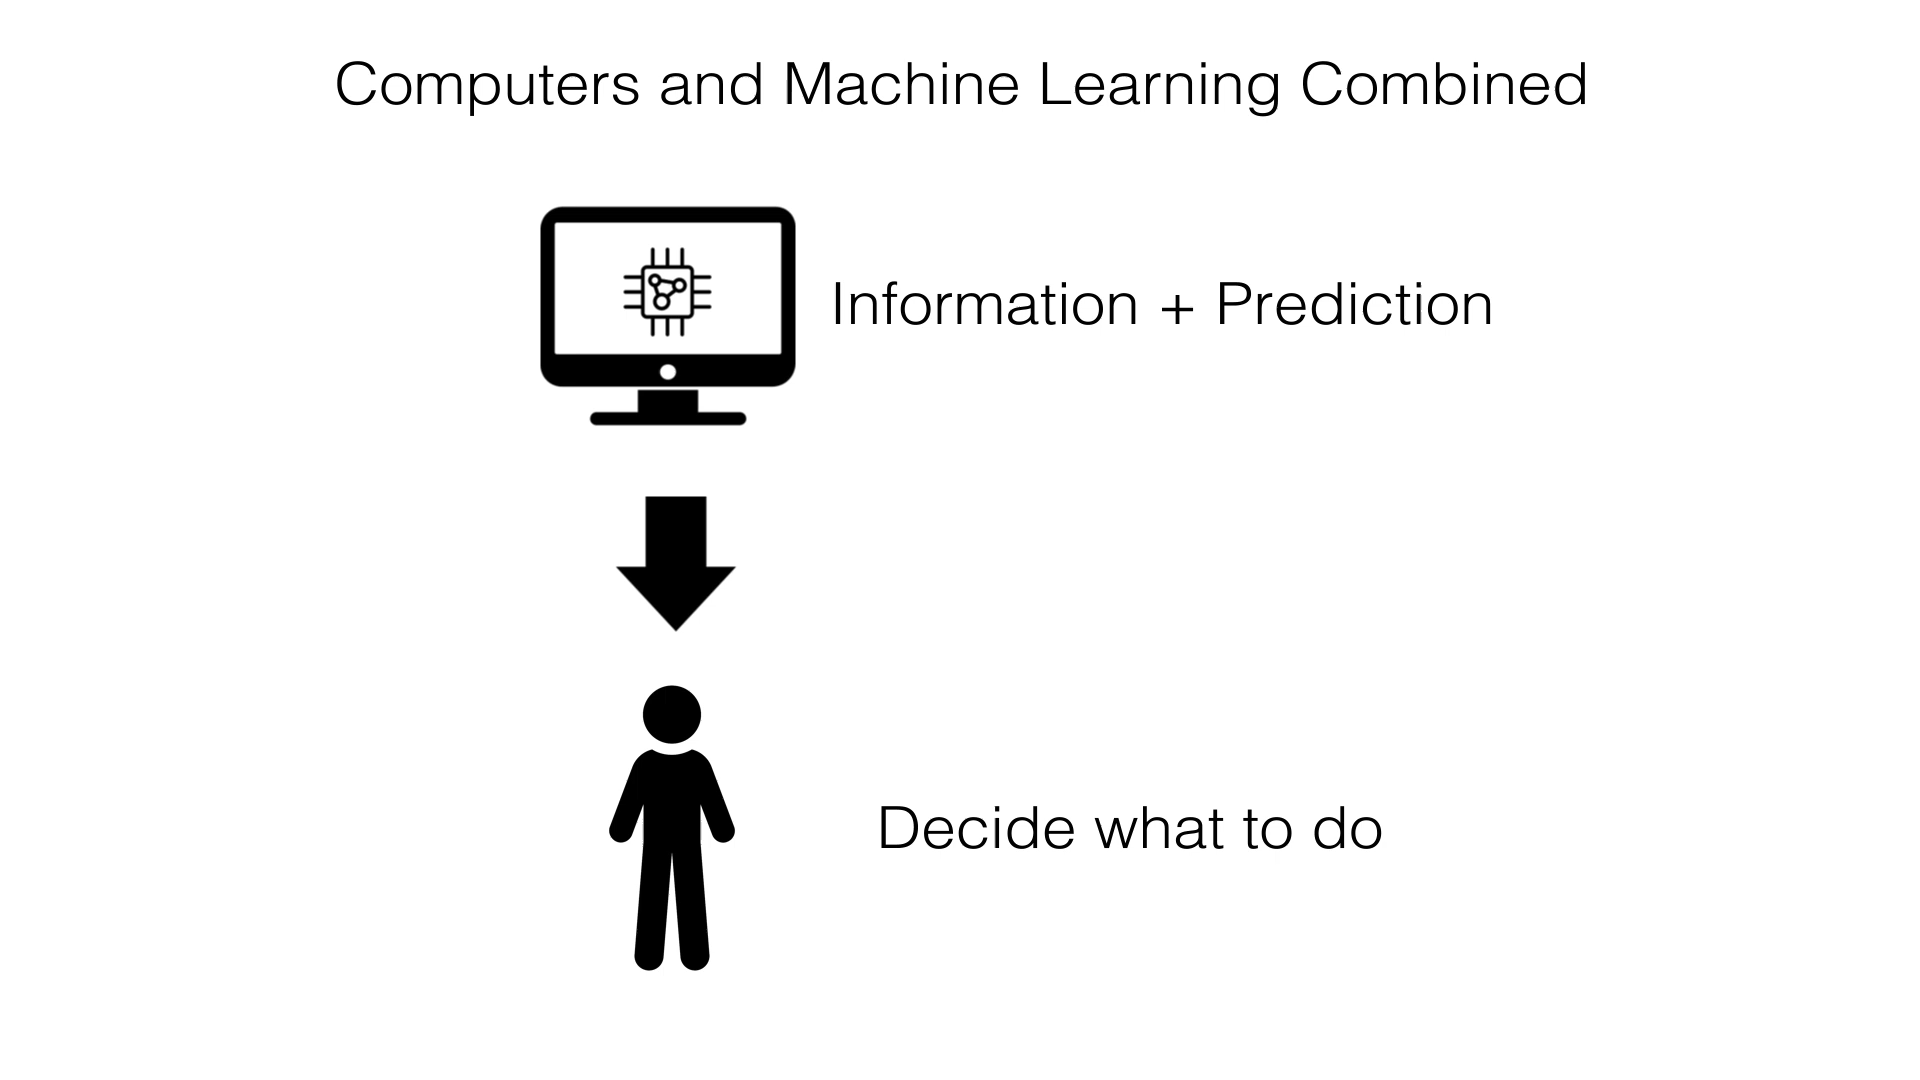 Computers and Machine Learning Combined
Information + Prediction
Decide what to do